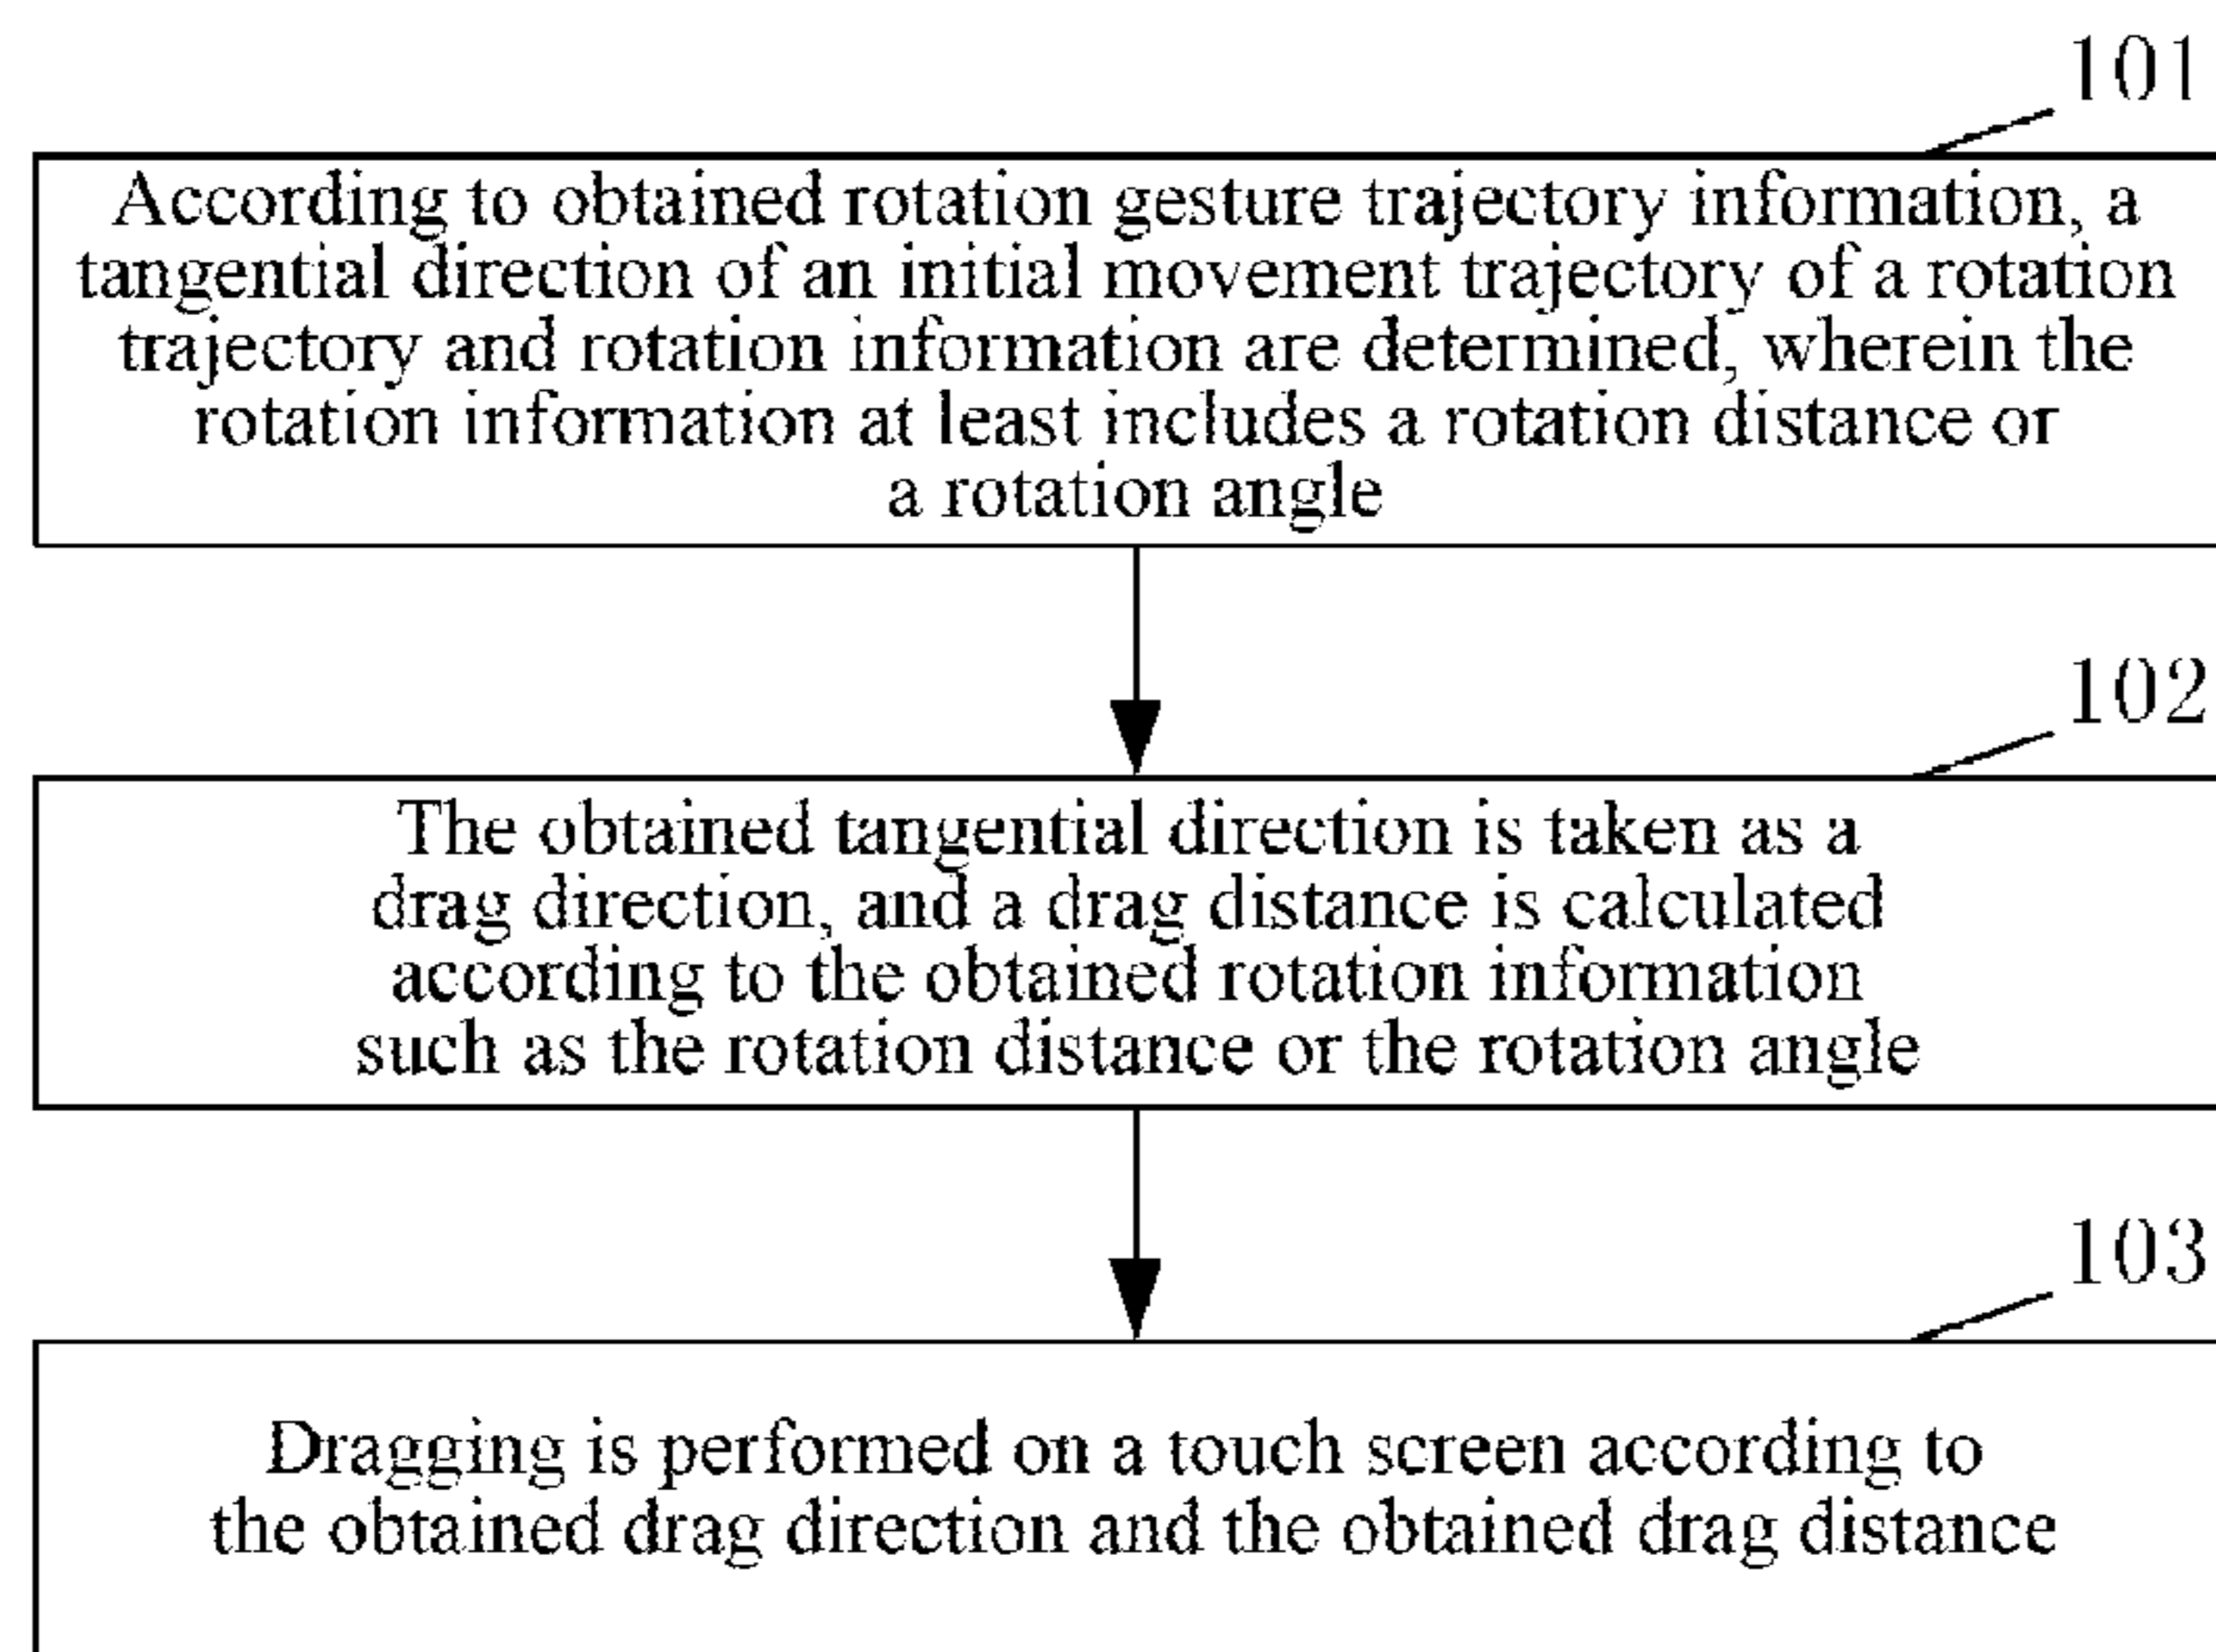 101
According to obtained rotation gesture trajectory information, a
tangential direction of an initial movement trajectory of a rotation
trajectory and rotation information are determined, wherein the
rotation information at least includes a rotation distance or
a rotation angle
102
The obtained tangential direction is taken as a
drag direction, and a drag distance is calculated
according to the obtained rotation information
such as the rotation distance or the rotation angle
103
Dragging is performed on a touch screen according to
the obtained drag direction and the obtained drag distance